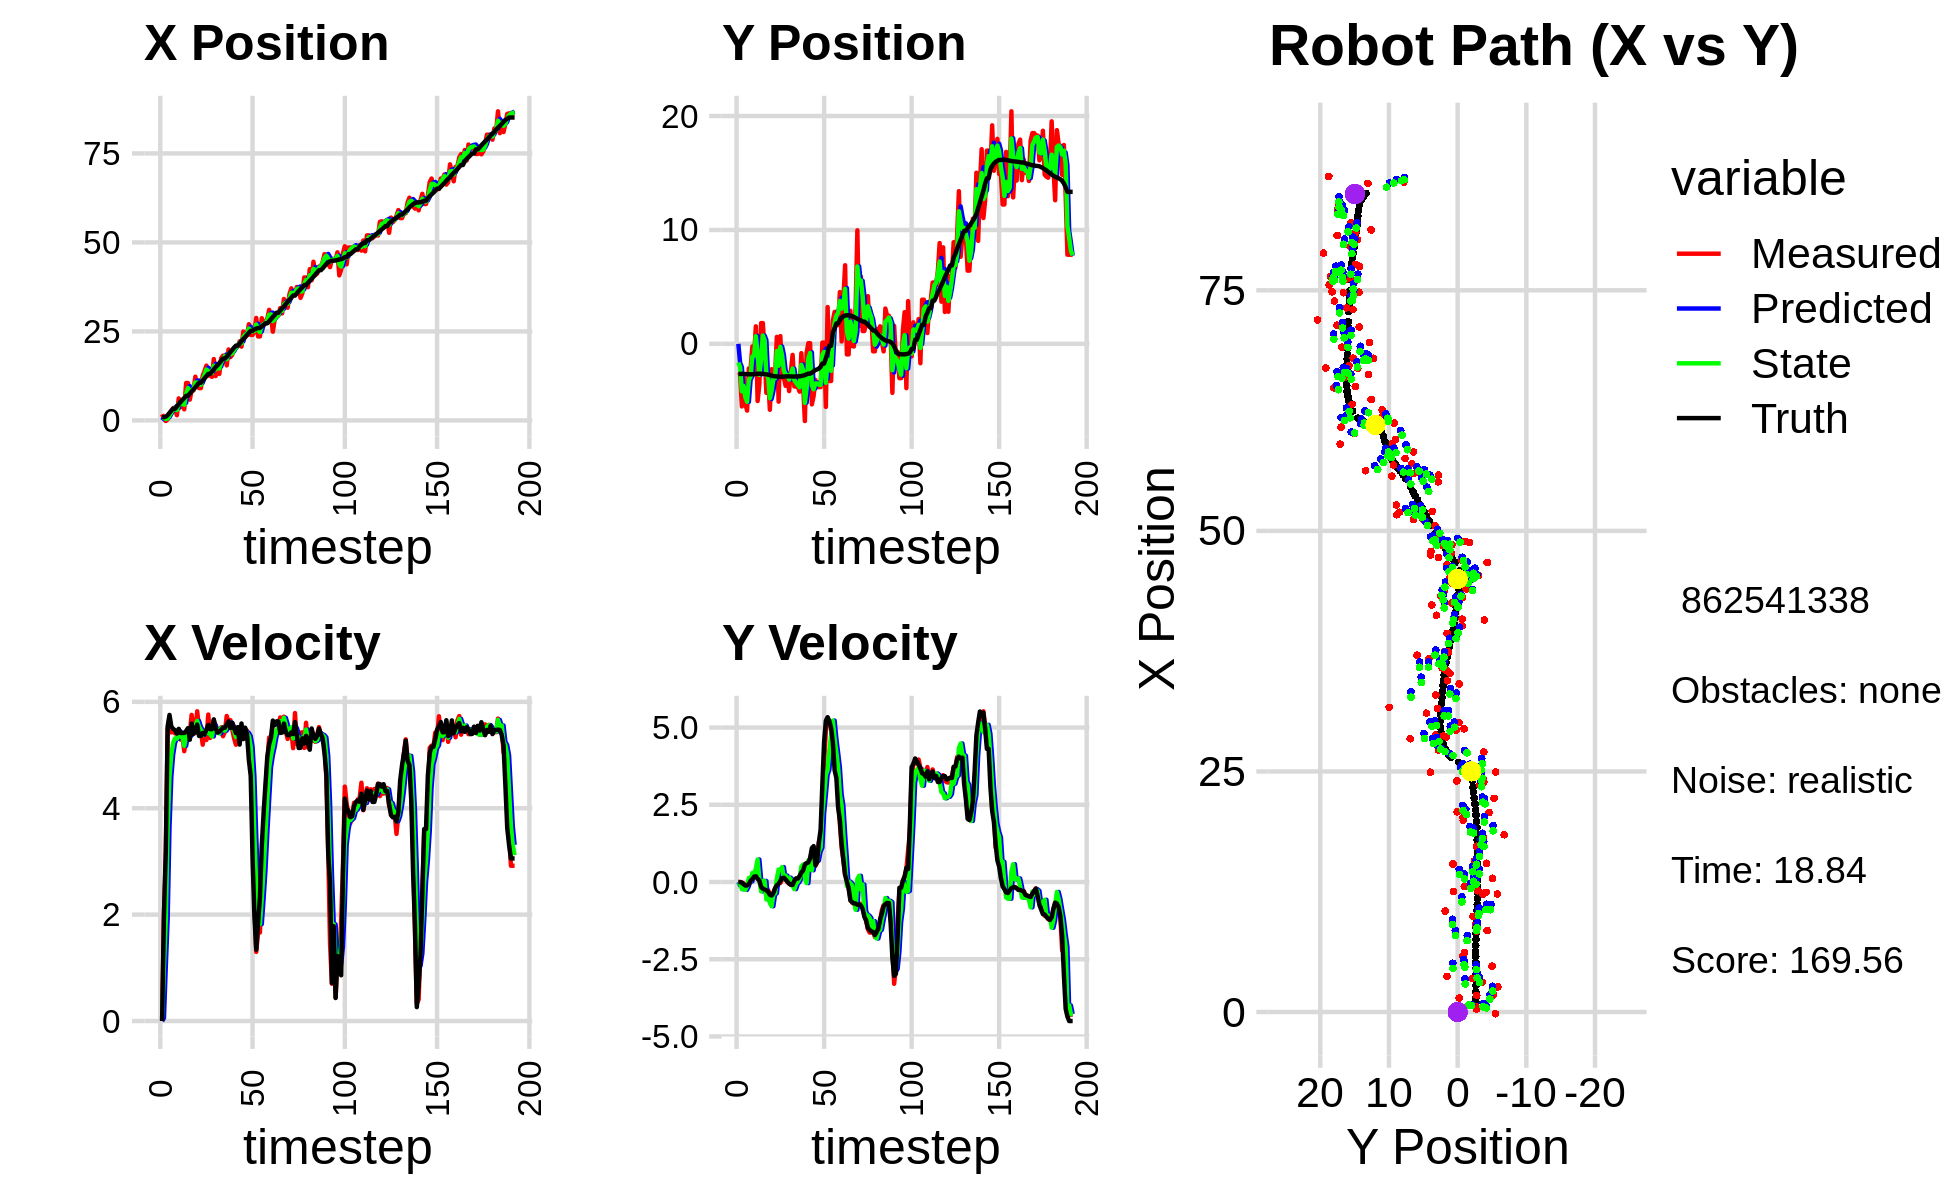 X Position
75
50
25
0
0
50
100
150
200
timestep
Y Position
20
10
0
0
50
100
150
200
timestep
X Velocity
6
4
2
0
0
50
100
150
200
timestep
Y Velocity
5.0
2.5
0.0
-2.5
-5.0
0
50
100
150
200
timestep
Robot Path (X vs Y)
X Position
75
50
25
0
20 10 0 -10 -20
Y Position
variable
Measured
Predicted
State
Truth
862541338
Obstacles: none
Noise: realistic
Time: 18.84
Score: 169.56